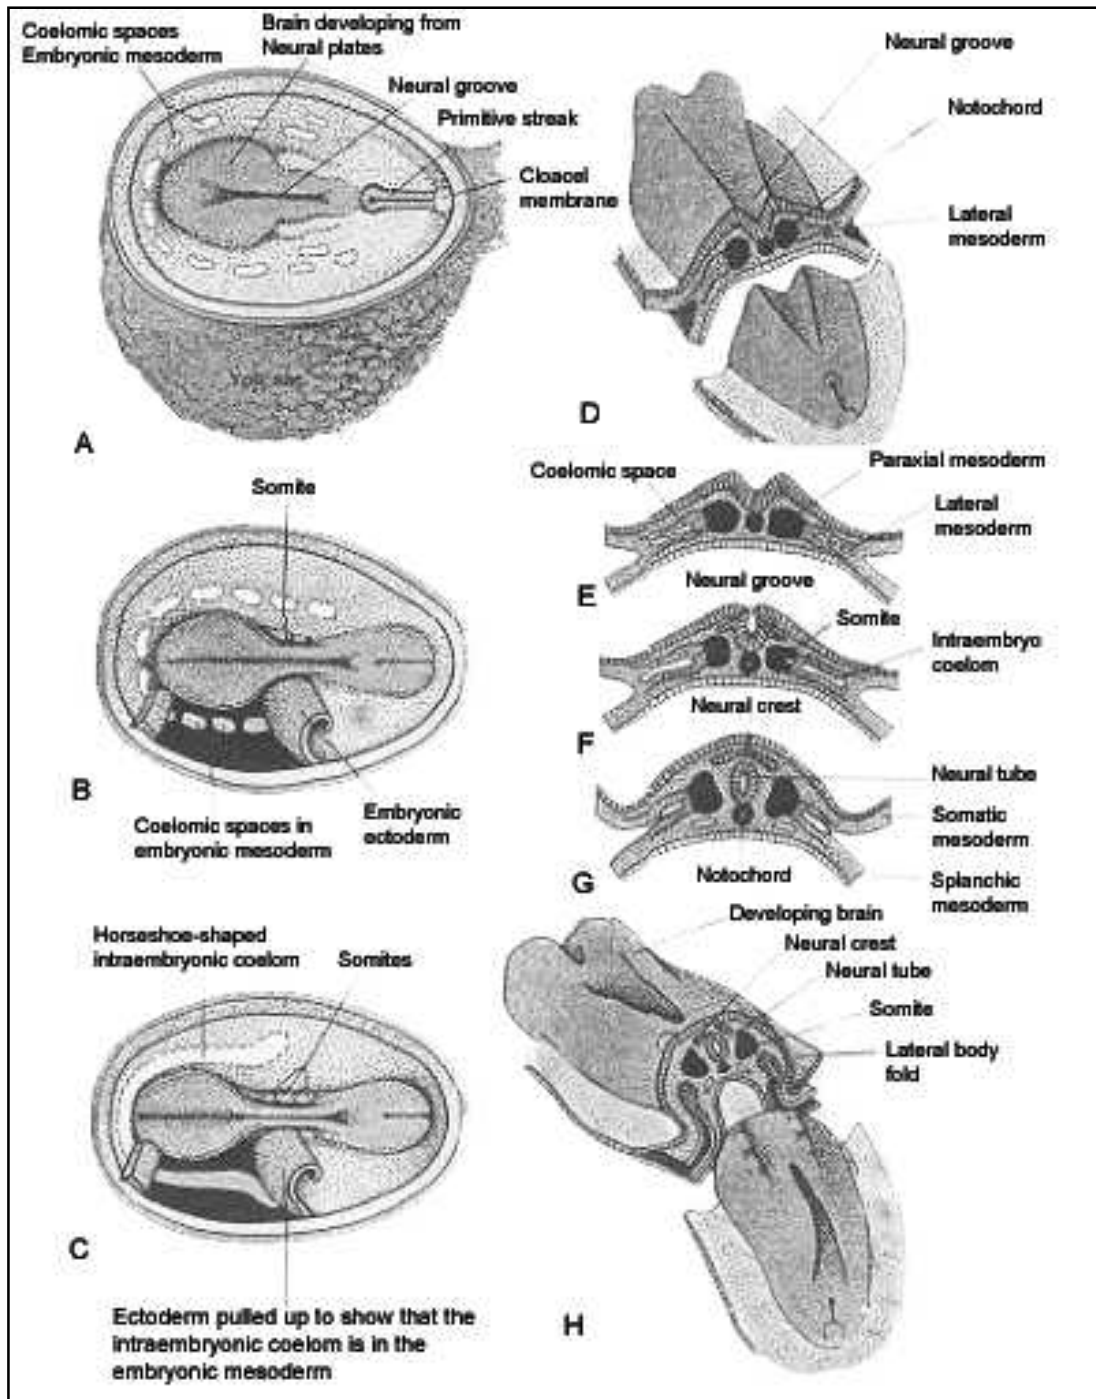 Coelomic spaces
Embryonic mesoderm
Brain developing from
Neural plates
Neural groove
Primitive streak
Cloacel
membrane
Yolk sac
A
Neural groove
Notochord
Lateral
mesoderm
D
Somite
B
Coelomic spaces in
embryonic mesoderm
Embryonic
ectoderm
Coelomic space
Paraxial mesoderm
Lateral
mesoderm
E
Neural groove
Somite
Intraembryo
coelom
F
Neural crest
Neural tube
Somatic
mesoderm
G
Notochord
Splanchic
mesoderm
Horseshoe-shaped
intraembryonic coelom
Somites
C
Ectoderm pulled up to show that the
intraembryonic coelom is in the
embryonic mesoderm
Developing brain
Neural crest
Neural tube
Somite
Lateral body
fold
H